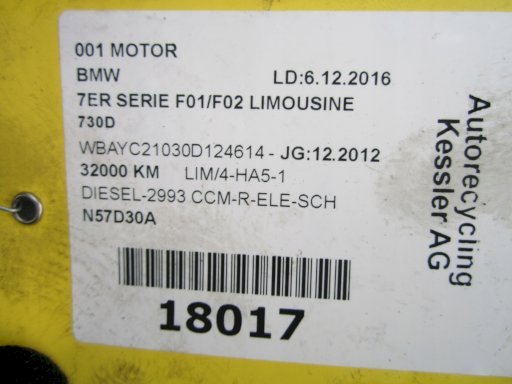 001 MOTOR
BMW LD:6.12.2016
7ER SERIE F01/F02 LIMOUSINE
730D
WBAYC21030D124614 - JG:12.2012
32000 KM LIM/4-HA5-1
DIESEL-2993 CCM-R-ELE-SCH
N57D30A
18017
Autorecycling
Kessler AG